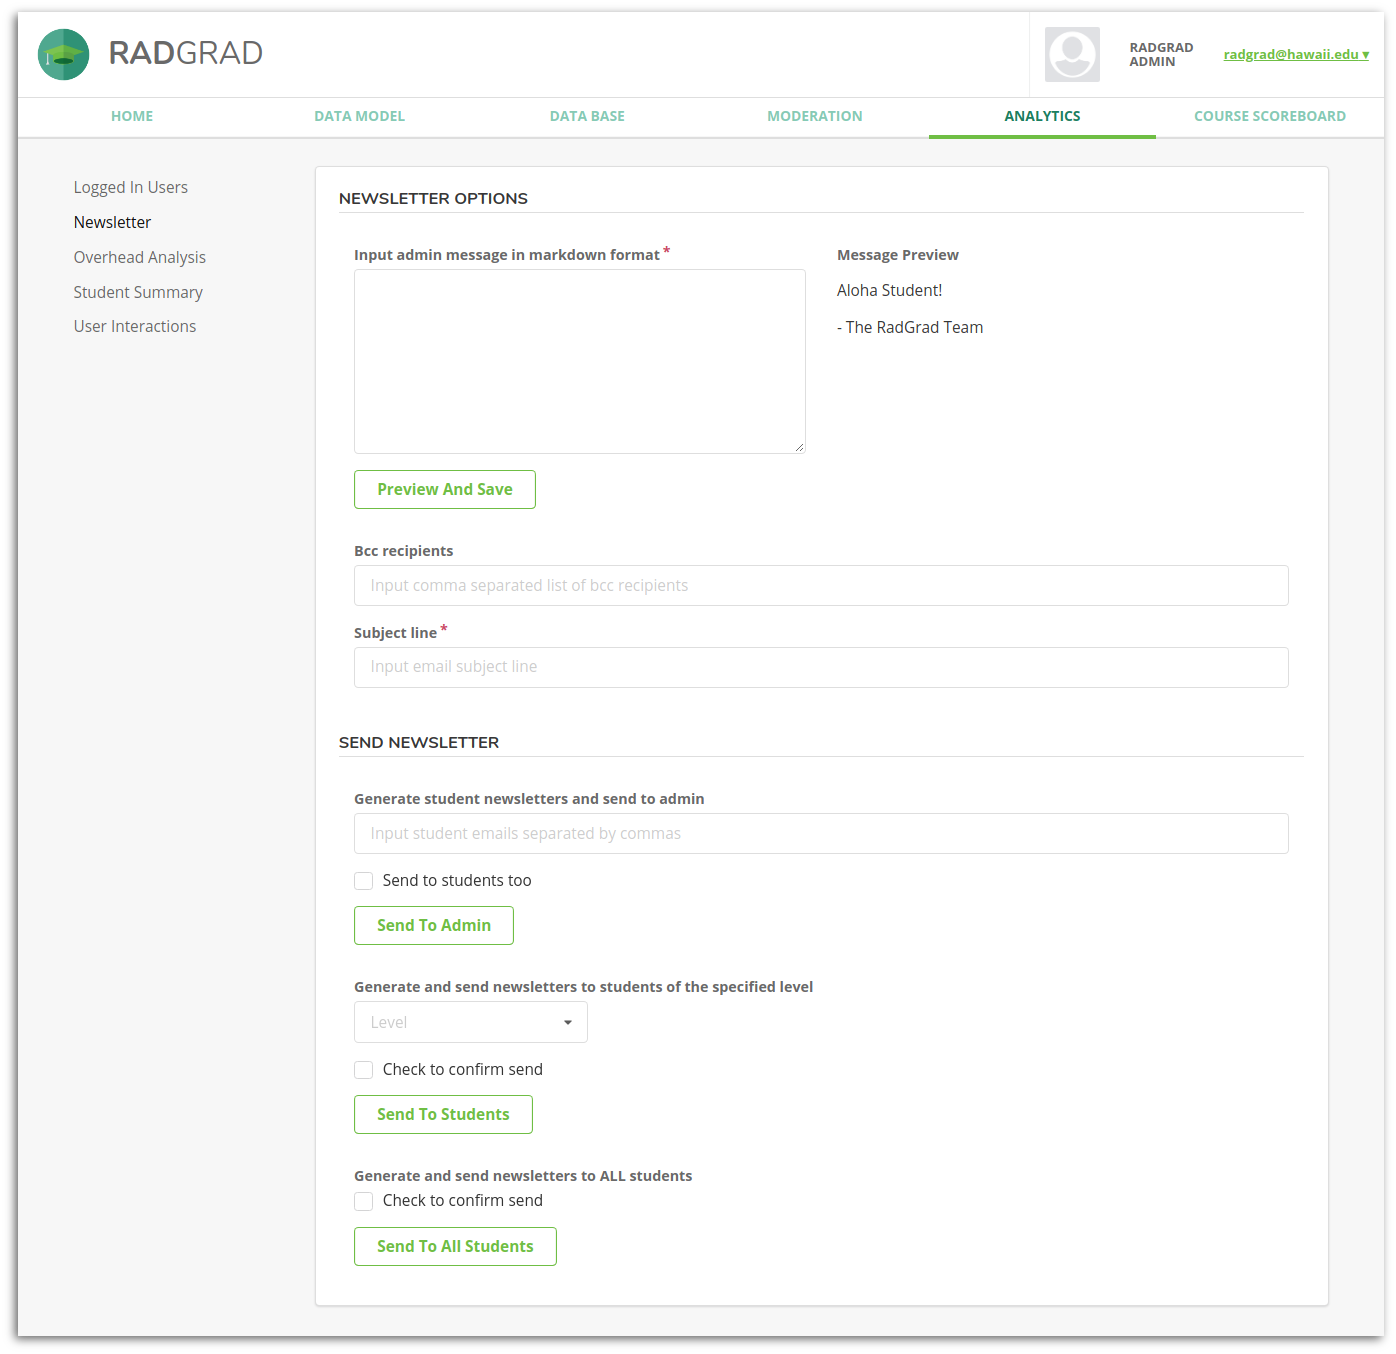 RADGRAD
RADGRAD
ADMIN
radgrad@hawaii.edu ▾
HOME
DATA MODEL
DATA BASE
MODERATION
ANALYTICS
COURSE SCOREBOARD
Logged In Users
Newsletter
Overhead Analysis
Student Summary
User Interactions
NEWSLETTER OPTIONS
Input admin message in markdown format *
Message Preview
Aloha Student!
- The RadGrad Team
Preview And Save
Bcc recipients
Input comma separated list of bcc recipients
Subject line *
Input email subject line
SEND NEWSLETTER
Generate student newsletters and send to admin
Input student emails separated by commas
Send to students too
Send To Admin
Generate and send newsletters to students of the specified level
Level
Check to confirm send
Send To Students
Generate and send newsletters to ALL students
Check to confirm send
Send To All Students